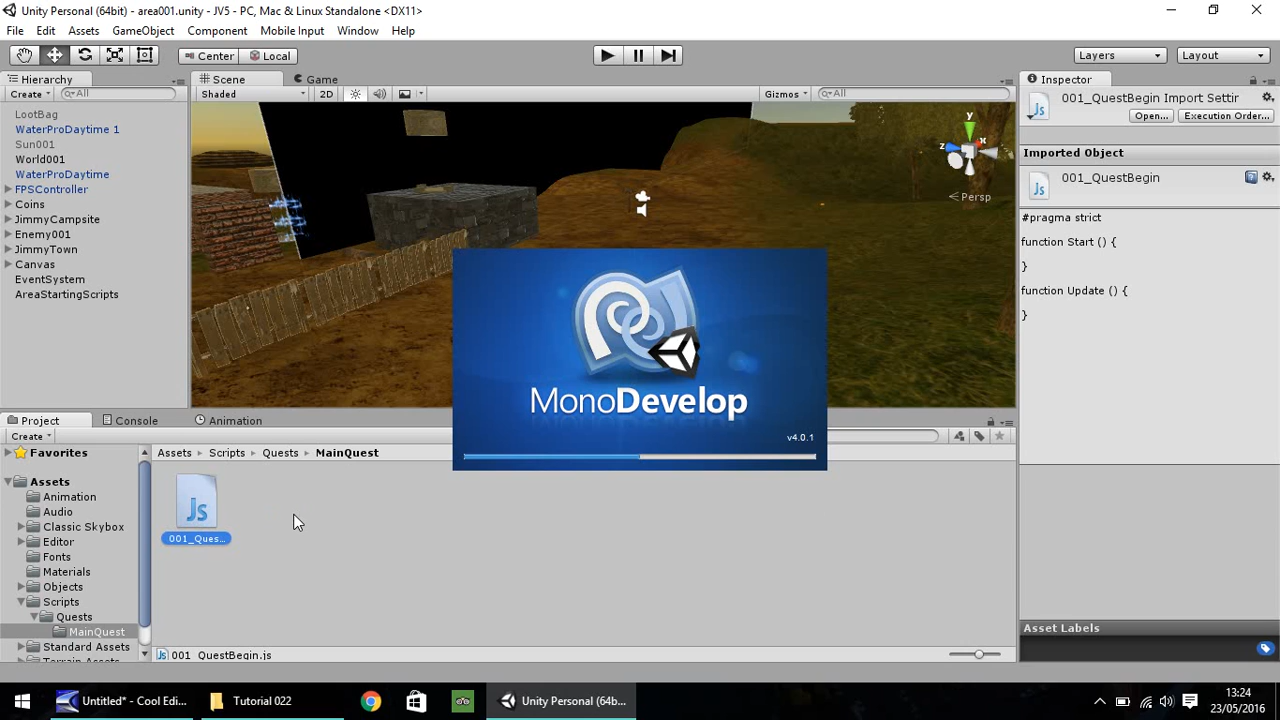 Unity Personal (64bit) - area001.unity - JV5 - PC, Mac & Linux Standalone <DX11>
File Edit Assets GameObject Component Mobile Input Window Help
Center Local Layers Layout
Hierarchy Scene Game Inspector
Create All Shaded 2D Gizmos All
LootBag
WaterProDaytime 1
Sun001
World001
WaterProDaytime
FPSController
Coins
JimmyCampsite
Enemy001
JimmyTown
Canvas
EventSystem
AreaStartingScripts
y
x
z
Persp
MonoDevelop
v4.0.1
001_QuestBegin Import Settir
Open... Execution Order...
Imported Object
001_QuestBegin
#pragma strict
function Start () {
}
function Update () {
}
Project Console Animation
Create
Favorites
Assets
Animation
Audio
Classic Skybox
Editor
Fonts
Materials
Objects
Scripts
Quests
MainQuest
Standard Assets
Assets Scripts Quests MainQuest
Js
001_Ques...
001_QuestBegin.js
Asset Labels
Untitled* - Cool Edi...
Tutorial 022
Unity Personal (64b...
13:24
23/05/2016